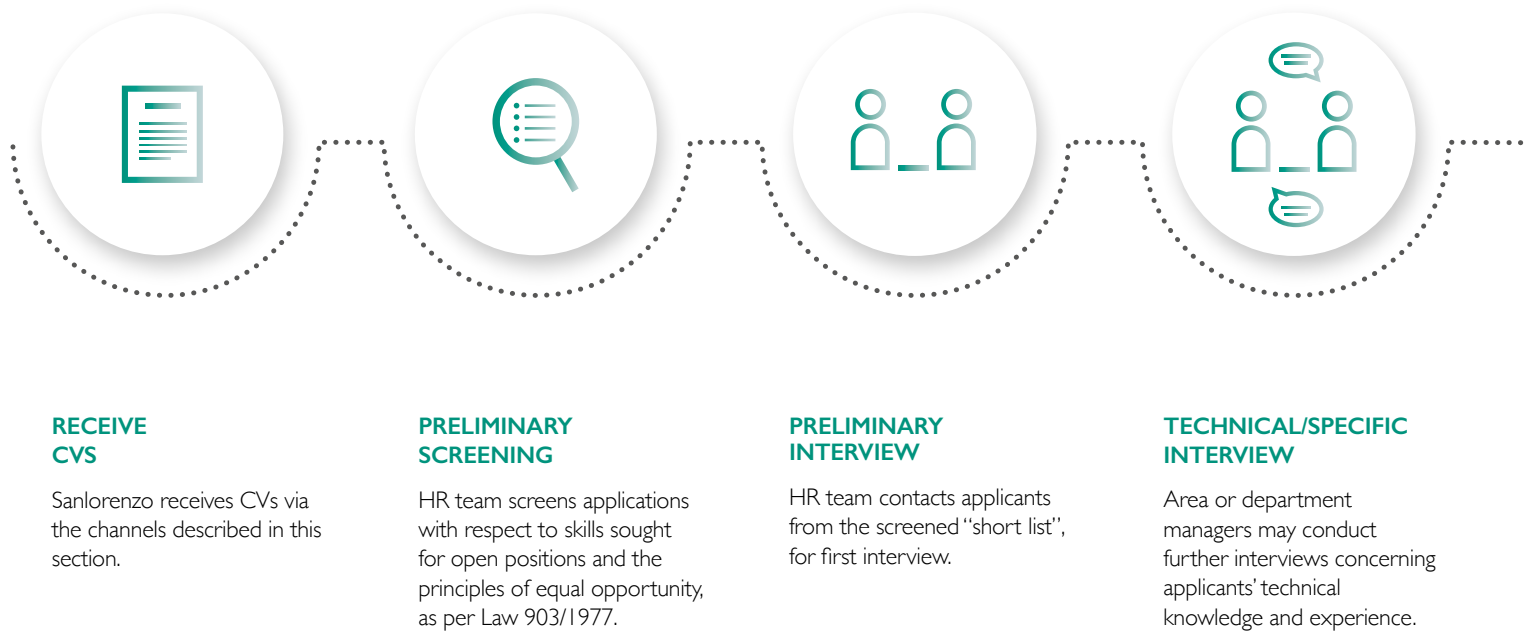 RECEIVE
CVS
Sanlorenzo receives CVs via
the channels described in this
section.
PRELIMINARY
SCREENING
HR team screens applications
with respect to skills sought
for open positions and the
principles of equal opportunity,
as per Law 903/1977.
PRELIMINARY
INTERVIEW
HR team contacts applicants
from the screened “short list”,
for first interview.
TECHNICAL/SPECIFIC
INTERVIEW
Area or department
managers may conduct
further interviews concerning
applicants’ technical
knowledge and experience.